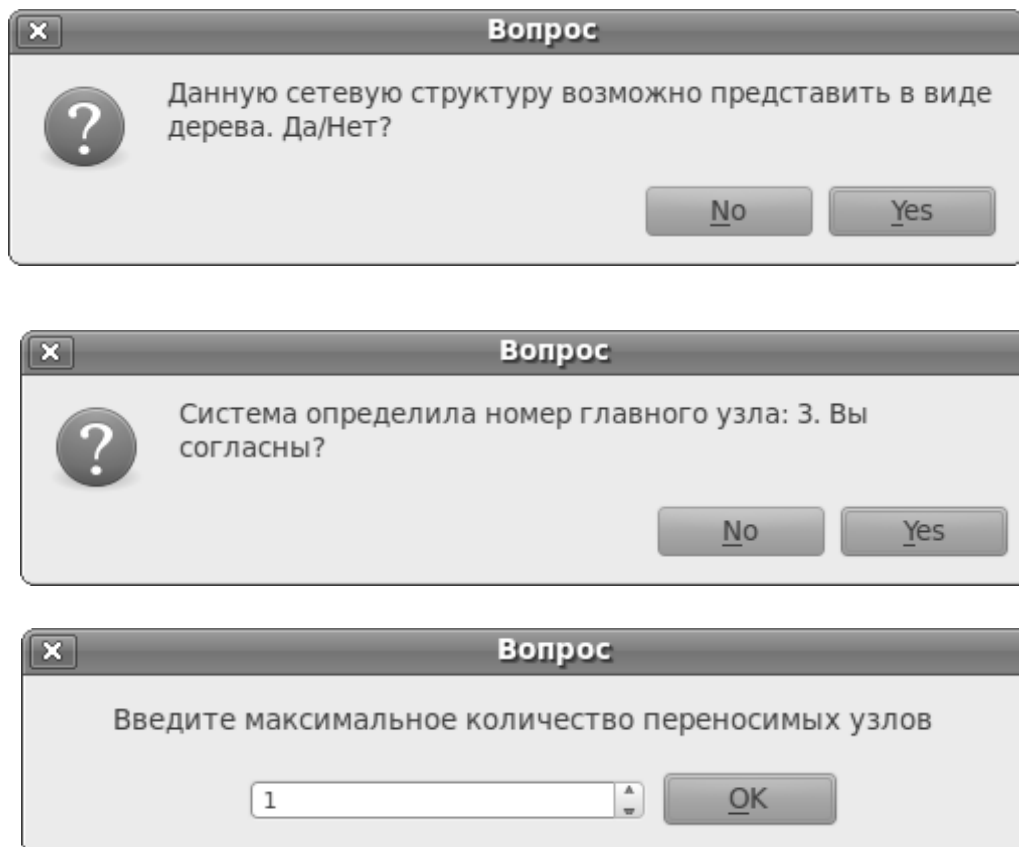 Вопрос
Данную сетевую структуру возможно представить в виде
дерева. Да/Нет?
No
Yes
Вопрос
Система определила номер главного узла: 3. Вы
согласны?
No
Yes
Вопрос
Введите максимальное количество переносимых узлов
1
OK